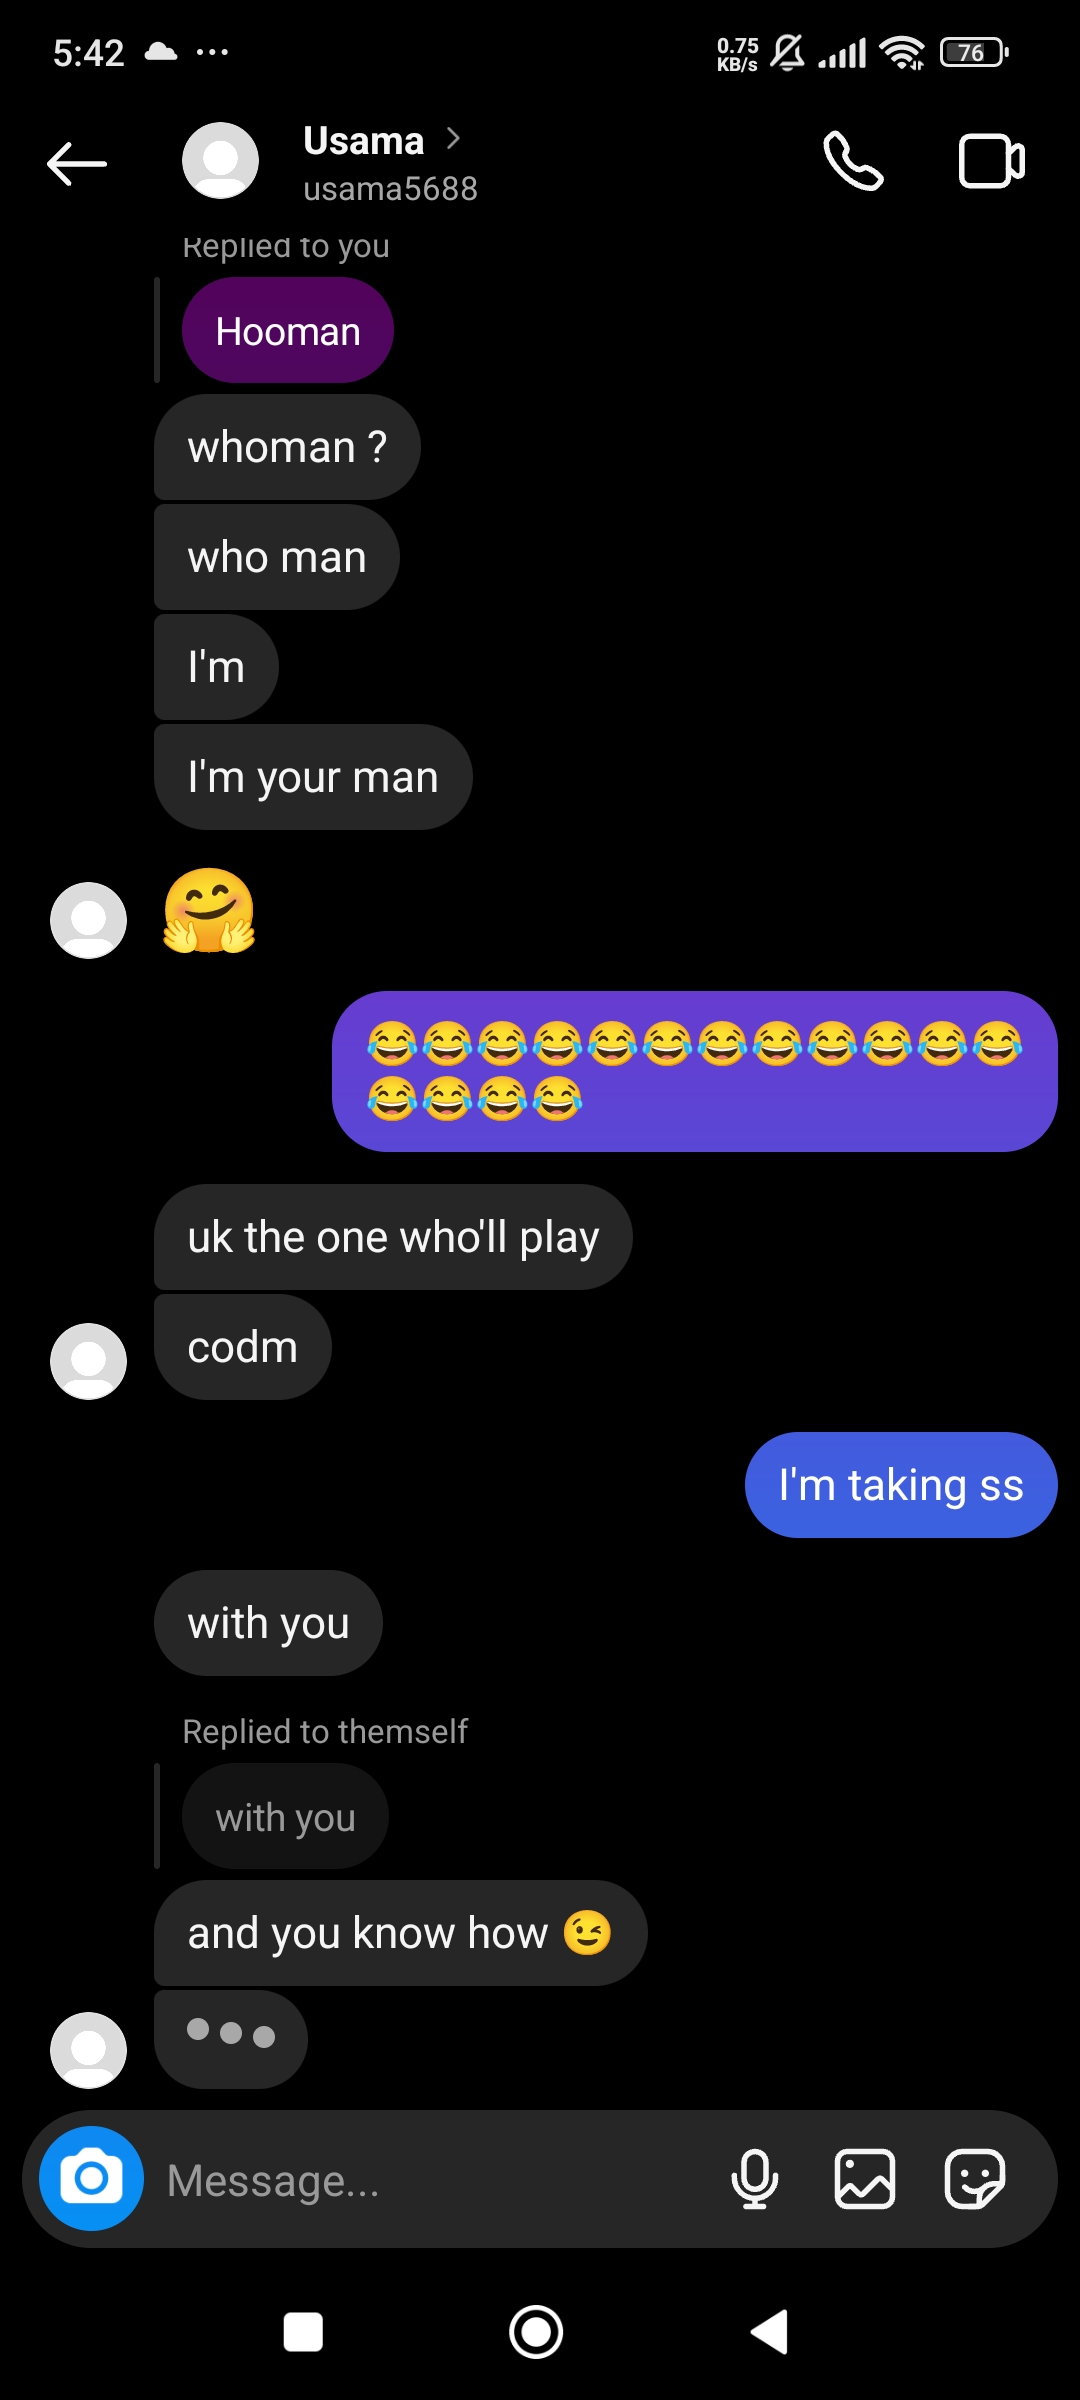 5:42
0.75
KB/s
76
Usama
usama5688
Replied to you
Hooman
whoman ?
who man
I'm
I'm your man
🤗
😂😂😂😂😂😂😂😂😂😂😂😂
😂😂😂😂
uk the one who'll play
codm
I'm taking ss
with you
Replied to themself
with you
and you know how 😉
Message...